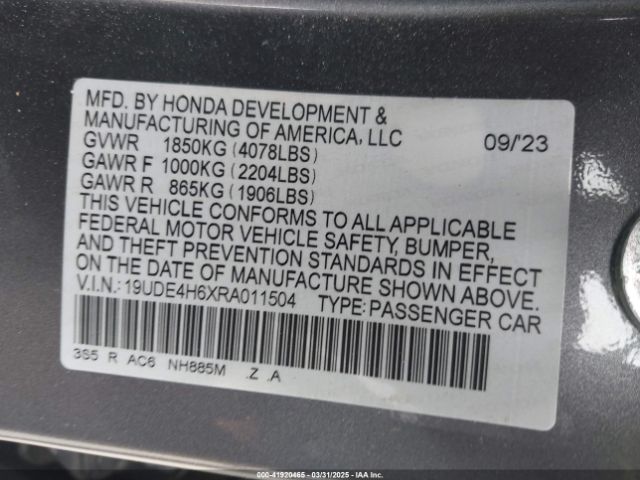 MFD. BY HONDA DEVELOPMENT &
MANUFACTURING OF AMERICA, LLC 09/'23
GVWR 1850KG (4078LBS)
GAWR F 1000KG (2204LBS)
GAWR R 865KG (1906LBS)
THIS VEHICLE CONFORMS TO ALL APPLICABLE
FEDERAL MOTOR VEHICLE SAFETY, BUMPER,
AND THEFT PREVENTION STANDARDS IN EFFECT
ON THE DATE OF MANUFACTURE SHOWN ABOVE.
V.I.N.: 19UDE4H6XRA011504 TYPE: PASSENGER CAR
3S5 R AC6 NH885M .Z .A
000-41920465 - 03/31/2025 - IAAI Inc.